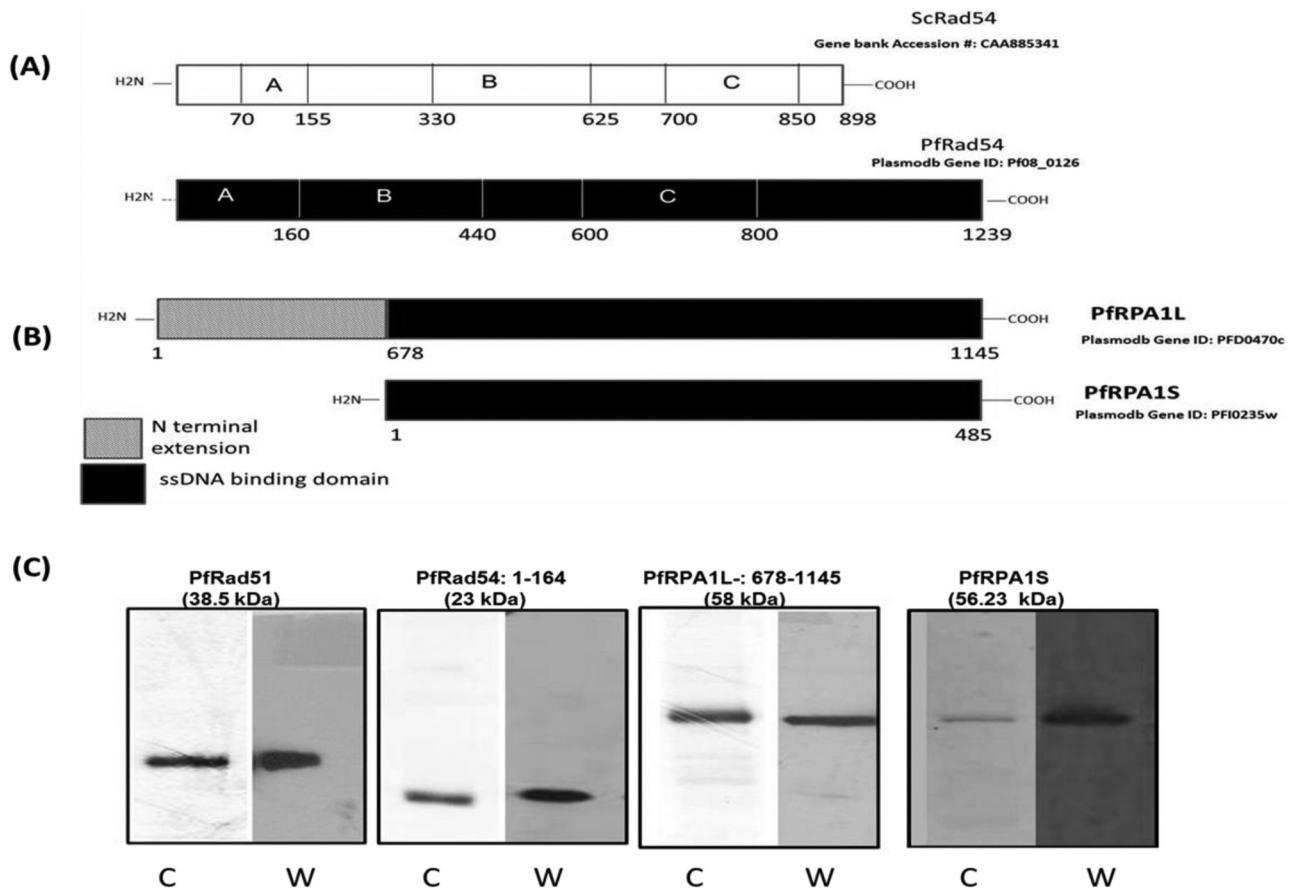 (A)
ScRad54
Gene bank Accession #: CAA885341
H2N
A
B
C
COOH
70
155
330
625
700
850
898
PfRad54
Plasmodb Gene ID: Pf08_0126
H2N
A
B
C
COOH
160
440
600
800
1239
(B)
H2N
COOH
PfRPA1L
Plasmodb Gene ID: PFD0470c
1
678
1145
H2N
COOH
PfRPA1S
Plasmodb Gene ID: PFI0235w
1
485
N terminal
extension
ssDNA binding domain
(C)
PfRad51
(38.5 kDa)
PfRad54: 1-164
(23 kDa)
PfRPA1L-: 678-1145
(58 kDa)
PfRPA1S
(56.23 kDa)
C
W
C
W
C
W
C
W